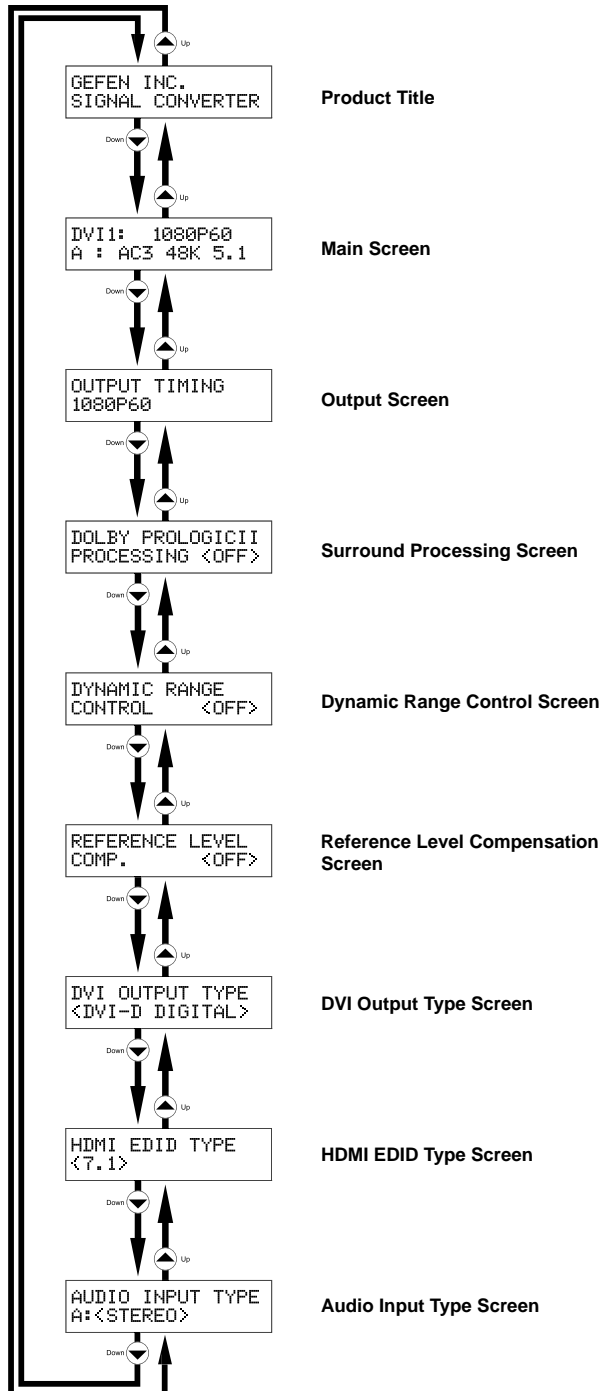 Up
GEFEN INC.
SIGNAL CONVERTER
Product Title
Down
Up
DVI1: 1080P60
A : AC3 48K 5.1
Main Screen
Down
Up
OUTPUT TIMING
1080P60
Output Screen
Down
Up
DOLBY PROLOGICII
PROCESSING <OFF>
Surround Processing Screen
Down
Up
DYNAMIC RANGE
CONTROL <OFF>
Dynamic Range Control Screen
Down
Up
REFERENCE LEVEL
COMP. <OFF>
Reference Level Compensation
Screen
Down
Up
DVI OUTPUT TYPE
<DVI-D DIGITAL>
DVI Output Type Screen
Down
Up
HDMI EDID TYPE
<7.1>
HDMI EDID Type Screen
Down
Up
AUDIO INPUT TYPE
A:<STEREO>
Audio Input Type Screen
Down